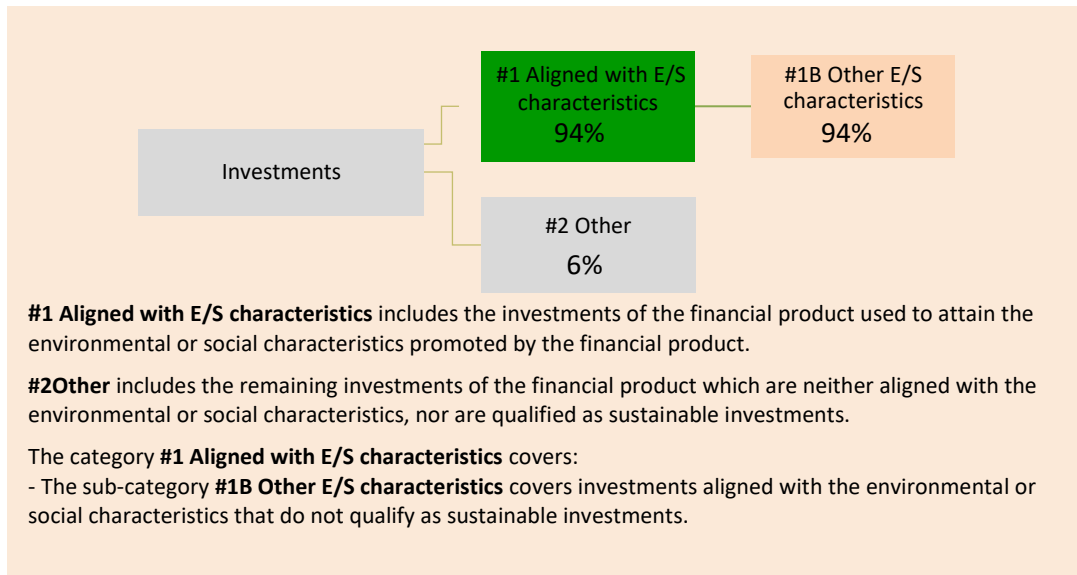 #1 Aligned with E/S
characteristics
94%
#1B Other E/S
characteristics
94%
Investments
#2 Other
6%
#1 Aligned with E/S characteristics includes the investments of the financial product used to attain the
environmental or social characteristics promoted by the financial product.
#2Other includes the remaining investments of the financial product which are neither aligned with the
environmental or social characteristics, nor are qualified as sustainable investments.
The category #1 Aligned with E/S characteristics covers:
- The sub-category #1B Other E/S characteristics covers investments aligned with the environmental or
social characteristics that do not qualify as sustainable investments.